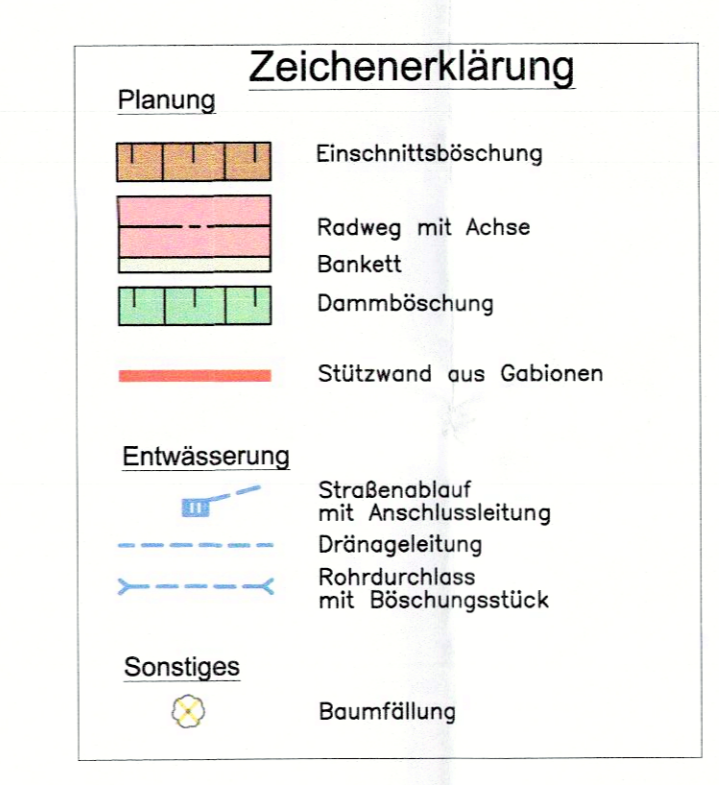 Zeichenerklärung
Planung
Einschnittsböschung
Radweg mit Achse
Bankett
Dammböschung
Stützwand aus Gabionen
Entwässerung
Straßenablauf
mit Anschlussleitung
Dränageleitung
Rohrdurchlass
mit Böschungsstück
Sonstiges
Baumfällung